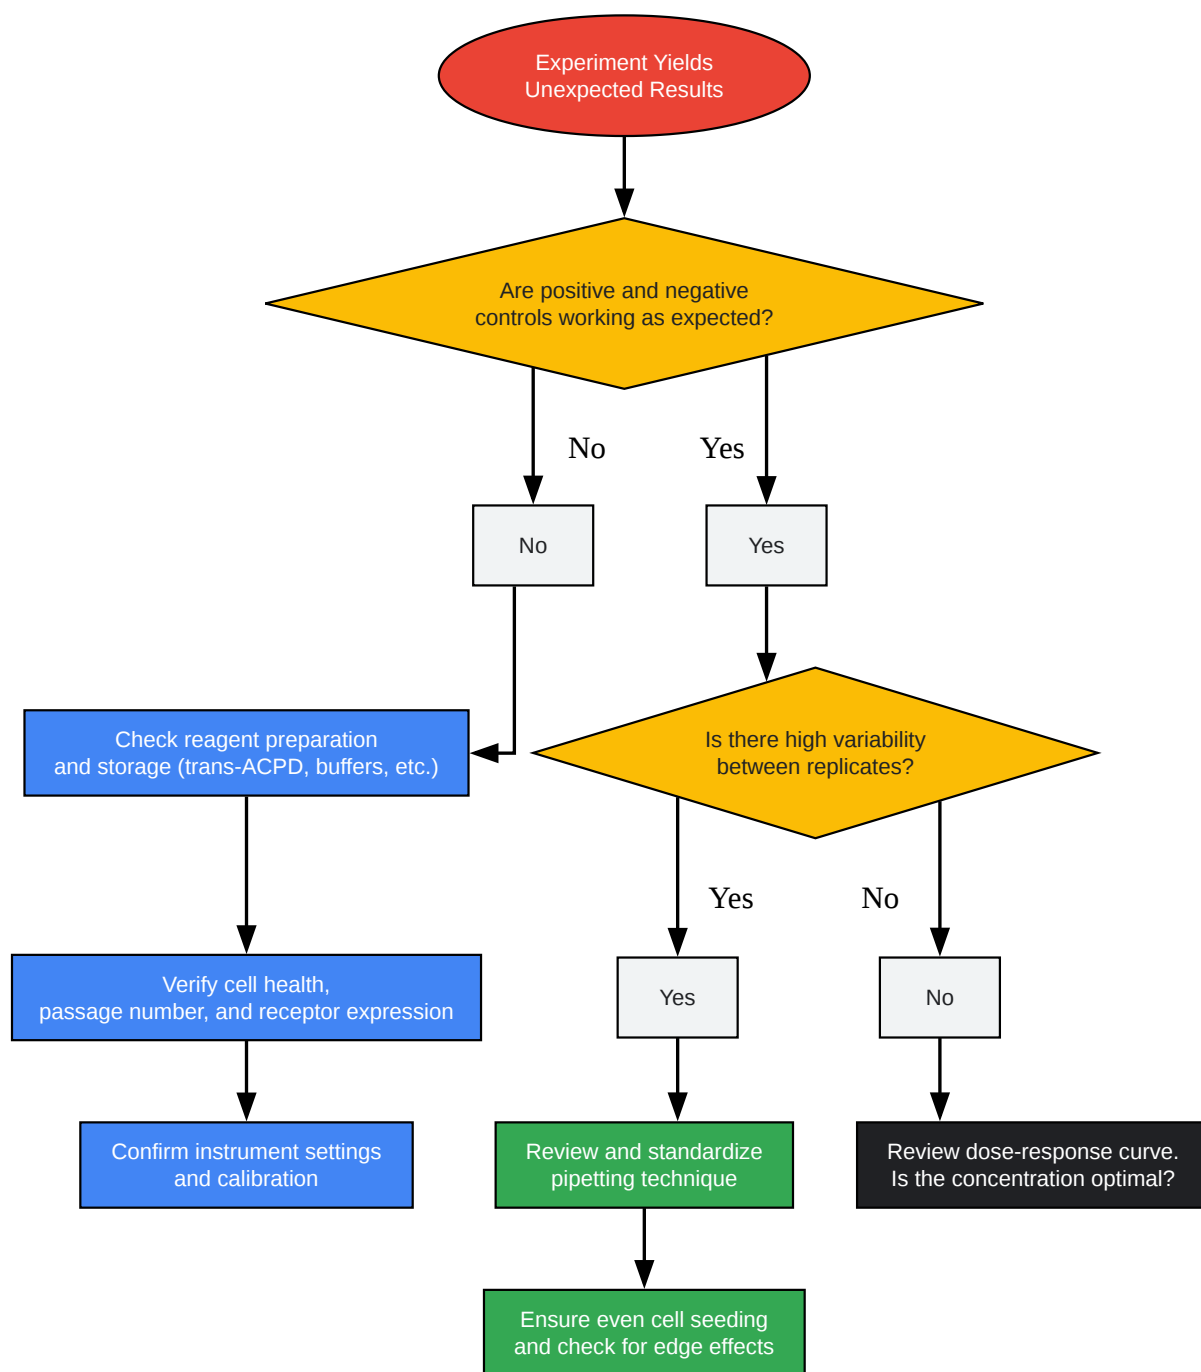 Experiment Yields
Unexpected Results
Are positive and negative
controls working as expected?
No
Yes
No
Yes
Check reagent preparation
and storage (trans-ACPD, buffers, etc.)
Is there high variability
between replicates?
Yes
No
Verify cell health,
passage number, and receptor expression
Yes
No
Confirm instrument settings
and calibration
Review and standardize
pipetting technique
Review dose-response curve.
Is the concentration optimal?
Ensure even cell seeding
and check for edge effects